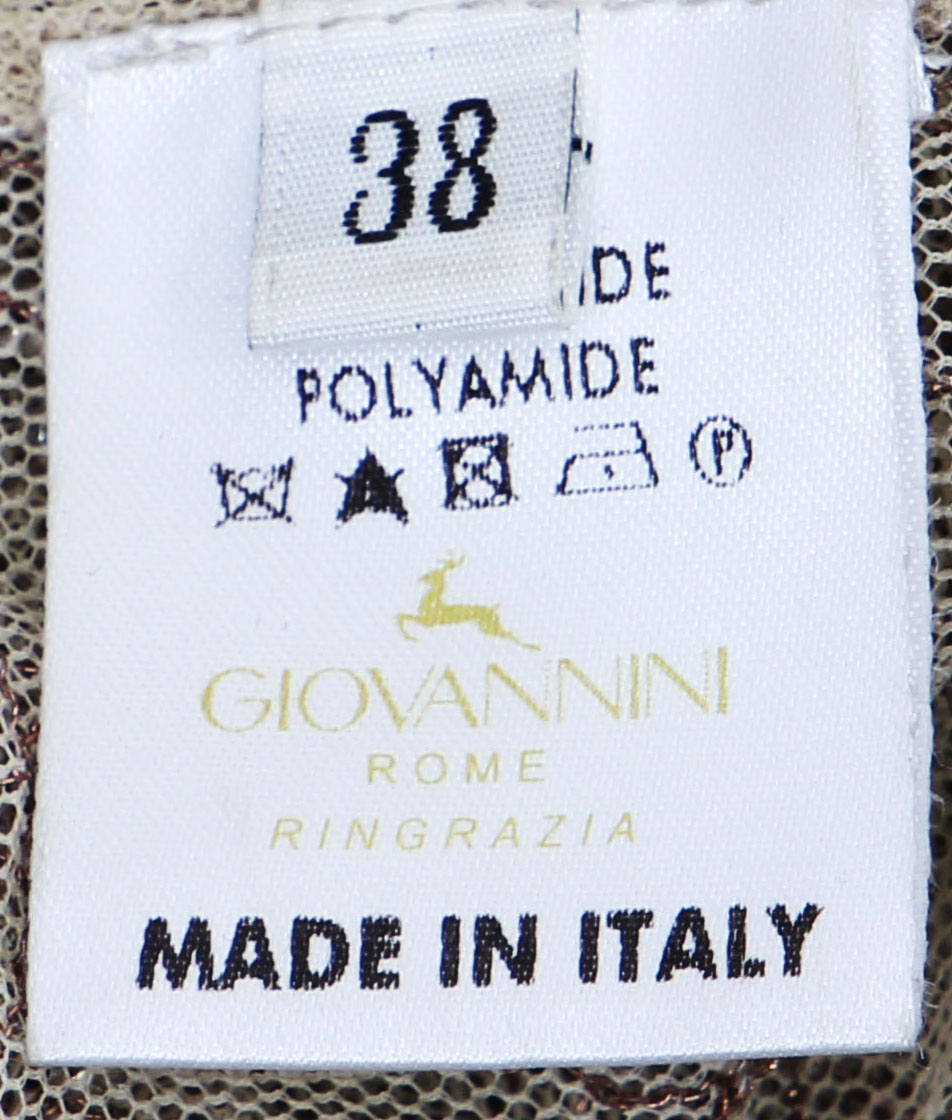 38
POLYAMIDE
P
GIOVANNINI
ROME
RINGRAZIA
MADE IN ITALY